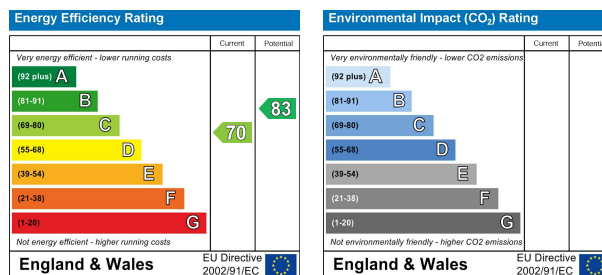 Energy Efficiency Rating
Current Potential
Very energy efficient - lower running costs
(92 plus) A
(81-91) B
83
(69-80) C
70
(55-68) D
(39-54) E
(21-38) F
(1-20) G
Not energy efficient - higher running costs
England & Wales
EU Directive
2002/91/EC
Environmental Impact (CO₂) Rating
Current Potential
Very environmentally friendly - lower CO2 emissions
(92 plus) A
(81-91) B
(69-80) C
(55-68) D
(39-54) E
(21-38) F
(1-20) G
Not environmentally friendly - higher CO2 emissions
England & Wales
EU Directive
2002/91/EC